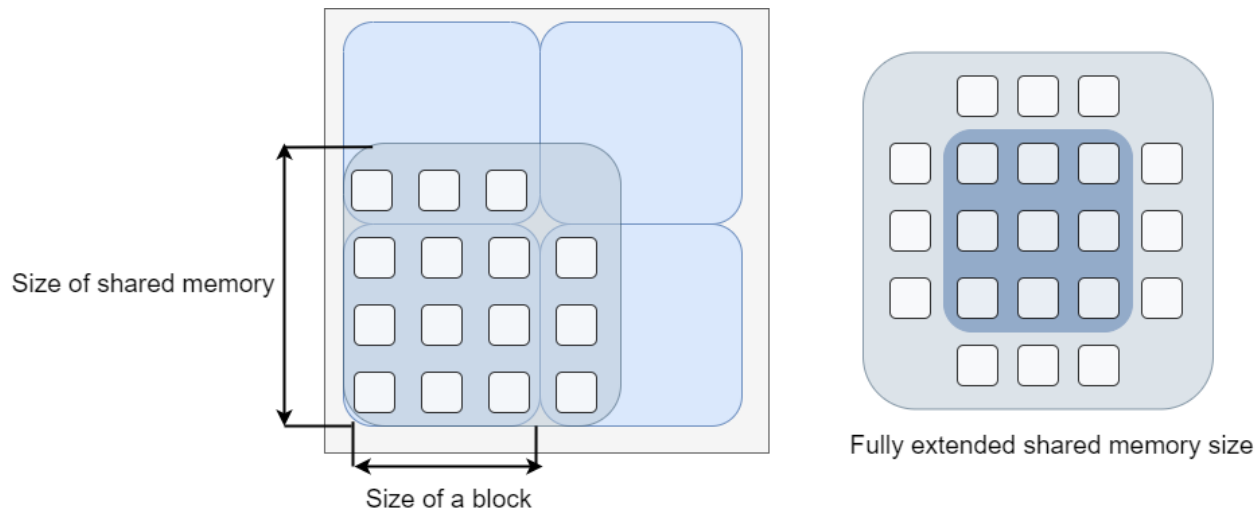 Size of shared memory
Size of a block
Fully extended shared memory size